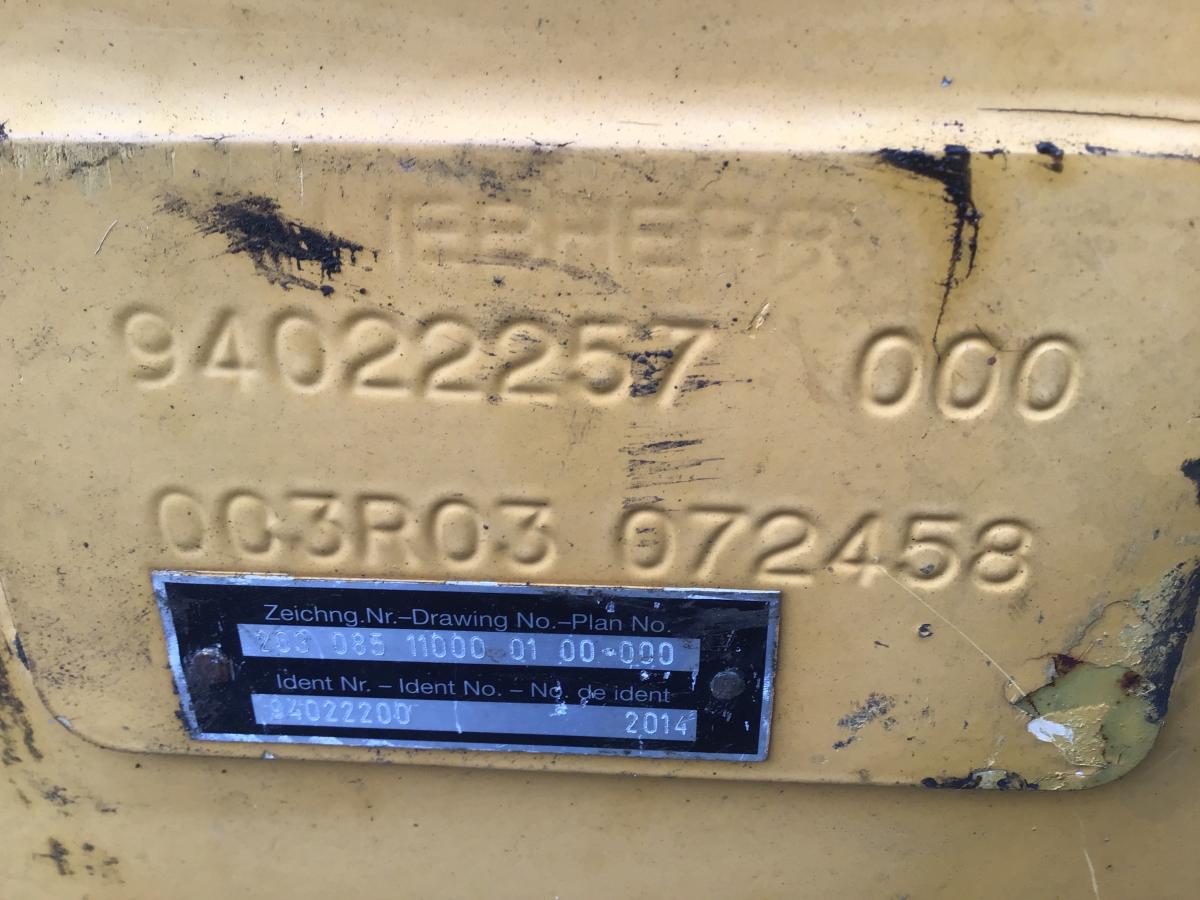 LIEBHERR
94022257 000
003R03 072458
Zeichng.Nr.–Drawing No.–Plan No.
283 085 11000 01 00-000
Ident Nr. – Ident No. – No. de ident
94022200 2014